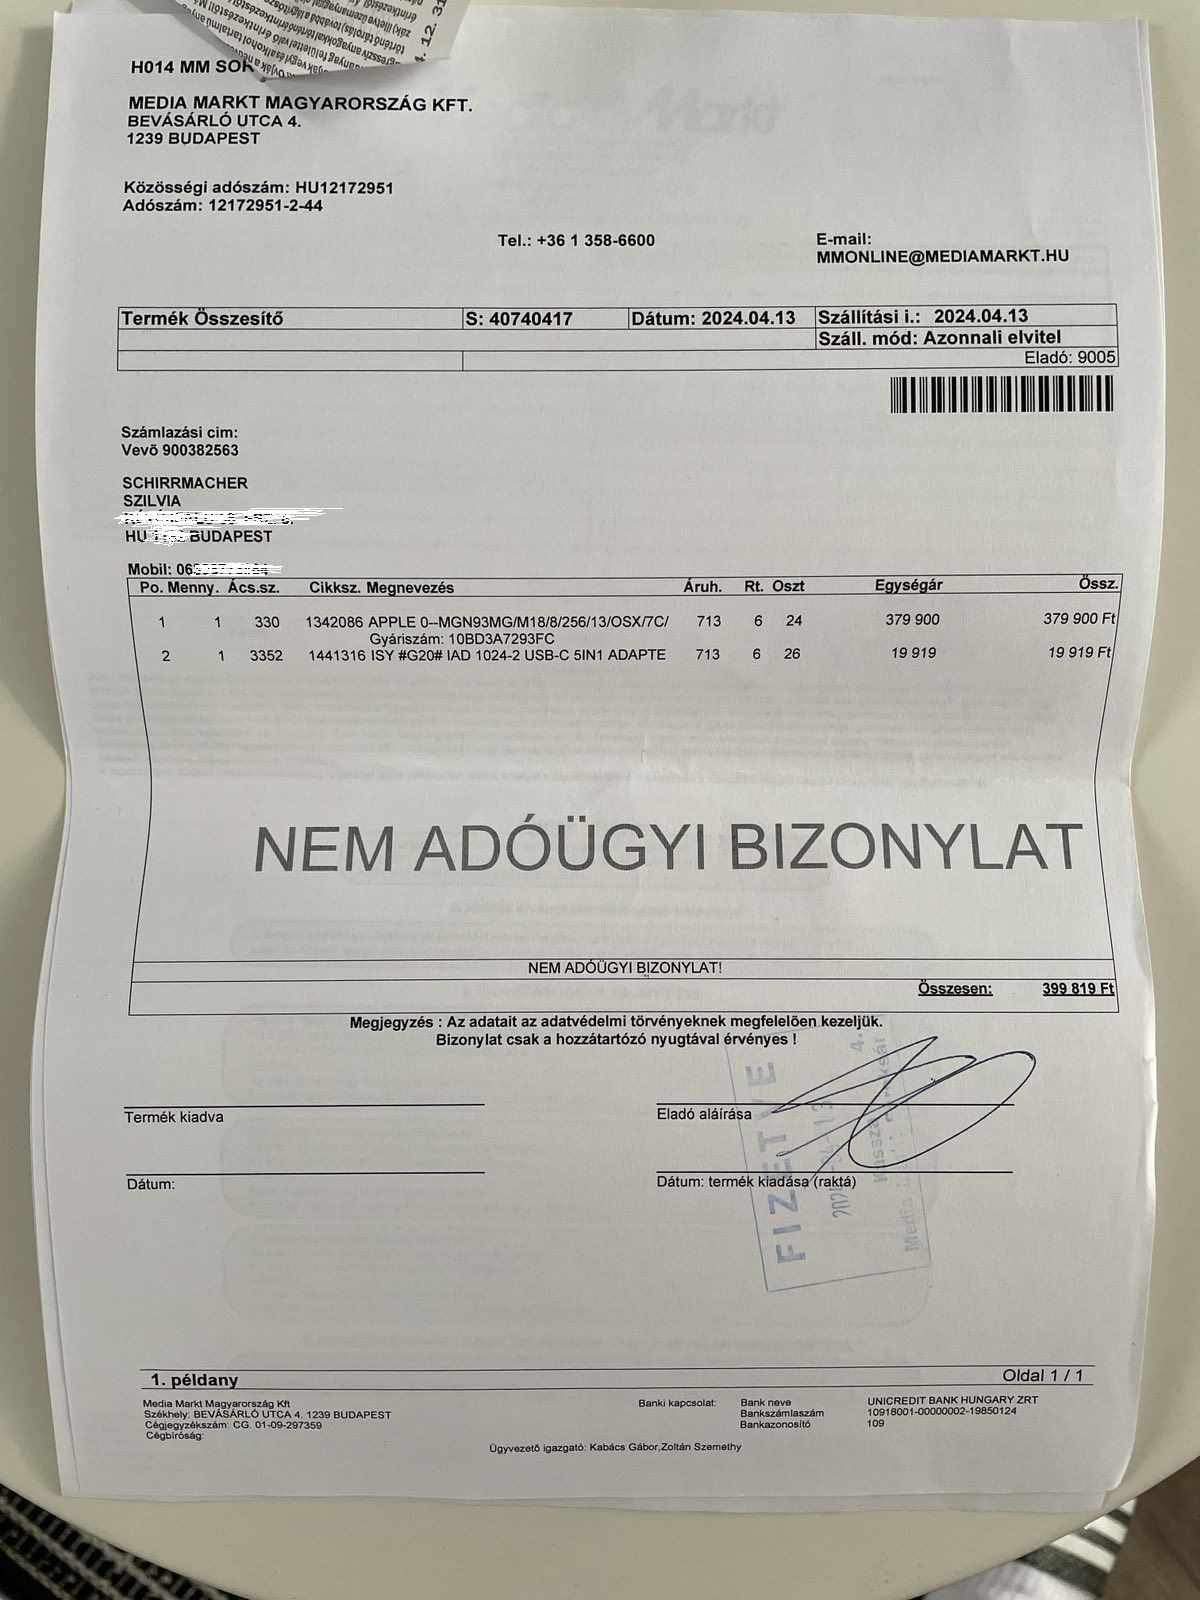 H014 MM SOR
MEDIA MARKT MAGYARORSZÁG KFT.
BEVÁSÁRLÓ UTCA 4.
1239 BUDAPEST
Közösségi adószám: HU12172951
Adószám: 12172951-2-44
Tel.: +36 1 358-6600
E-mail:
MMONLINE@MEDIAMARKT.HU
Termék Összesítő S: 40740417 Dátum: 2024.04.13 Szállítási i.: 2024.04.13
Száll. mód: Azonnali elvitel
Eladó: 9005
Számlazási cim:
Vevõ 900382563
SCHIRRMACHER
SZILVIA
HU BUDAPEST
Mobil: 06
Po. Menny. Ács.sz. Cikksz. Megnevezés Áruh. Rt. Oszt Egységár Össz.
1 1 330 1342086 APPLE 0--MGN93MG/M18/8/256/13/OSX/7C/ 713 6 24 379 900 379 900 Ft
Gyáriszám: 10BD3A7293FC
2 1 3352 1441316 ISY #G20# IAD 1024-2 USB-C 5IN1 ADAPTE 713 6 26 19 919 19 919 Ft
NEM ADÓÜGYI BIZONYLAT
NEM ADÓÜGYI BIZONYLAT!
Összesen: 399 819 Ft
Megjegyzés : Az adatait az adatvédelmi törvényeknek megfelelõen kezeljük.
Bizonylat csak a hozzátartózó nyugtával érvényes !
Termék kiadva
Eladó aláírása
Dátum:
Dátum: termék kiadása (raktá)
FIZETVE
Media
1. példany
Oldal 1 / 1
Media Markt Magyarország Kft
Székhely: BEVÁSÁRLÓ UTCA 4. 1239 BUDAPEST
Cégjegyzékszám: CG. 01-09-297359
Cégbíróság:
Banki kapcsolat: Bank neve UNICREDIT BANK HUNGARY ZRT
Bankszámlaszám 10918001-00000002-19850124
Bankazonosító 109
Ügyvezetõ igazgató: Kabács Gábor,Zoltán Szemethy